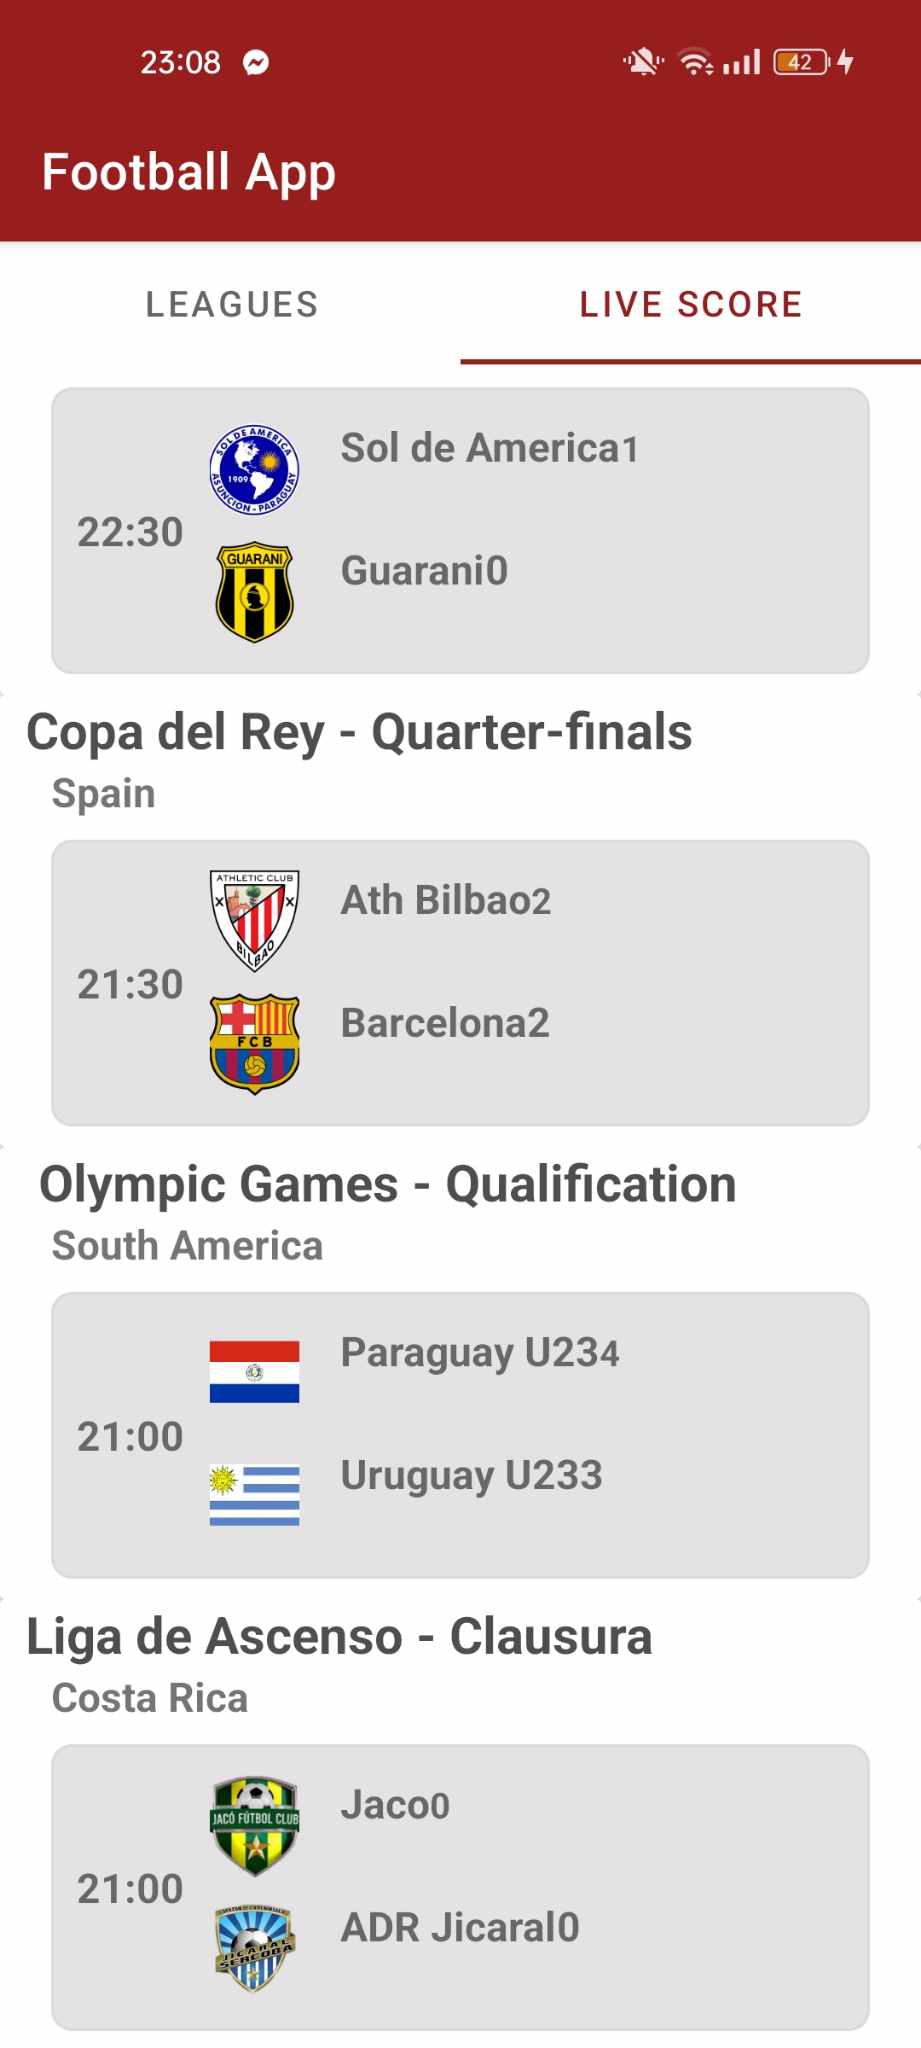 23:08
42
Football App
LEAGUES
LIVE SCORE
SOL DE AMERICA
1909
ASUNCION - PARAGUAY
Sol de America1
22:30
GUARANI
Guarani0
Copa del Rey - Quarter-finals
Spain
ATHLETIC CLUB
BILBAO
Ath Bilbao2
21:30
FCB
Barcelona2
Olympic Games - Qualification
South America
Paraguay U234
21:00
Uruguay U233
Liga de Ascenso - Clausura
Costa Rica
JACÓ FÚTBOL CLUB
Jaco0
21:00
JICARAL
SERCOBA
ADR Jicaral0